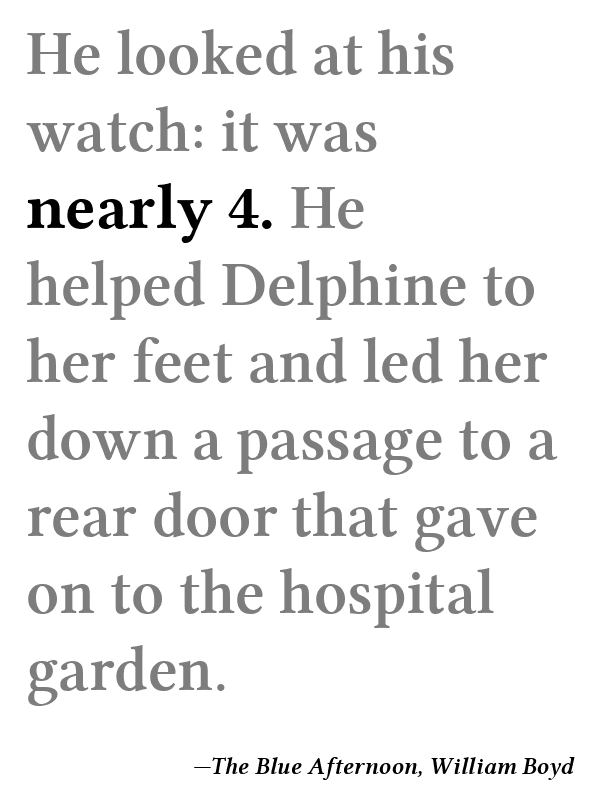 He looked at his
watch: it was
nearly 4. He
helped Delphine to
her feet and led her
down a passage to a
rear door that gave
on to the hospital
garden.
—The Blue Afternoon, William Boyd